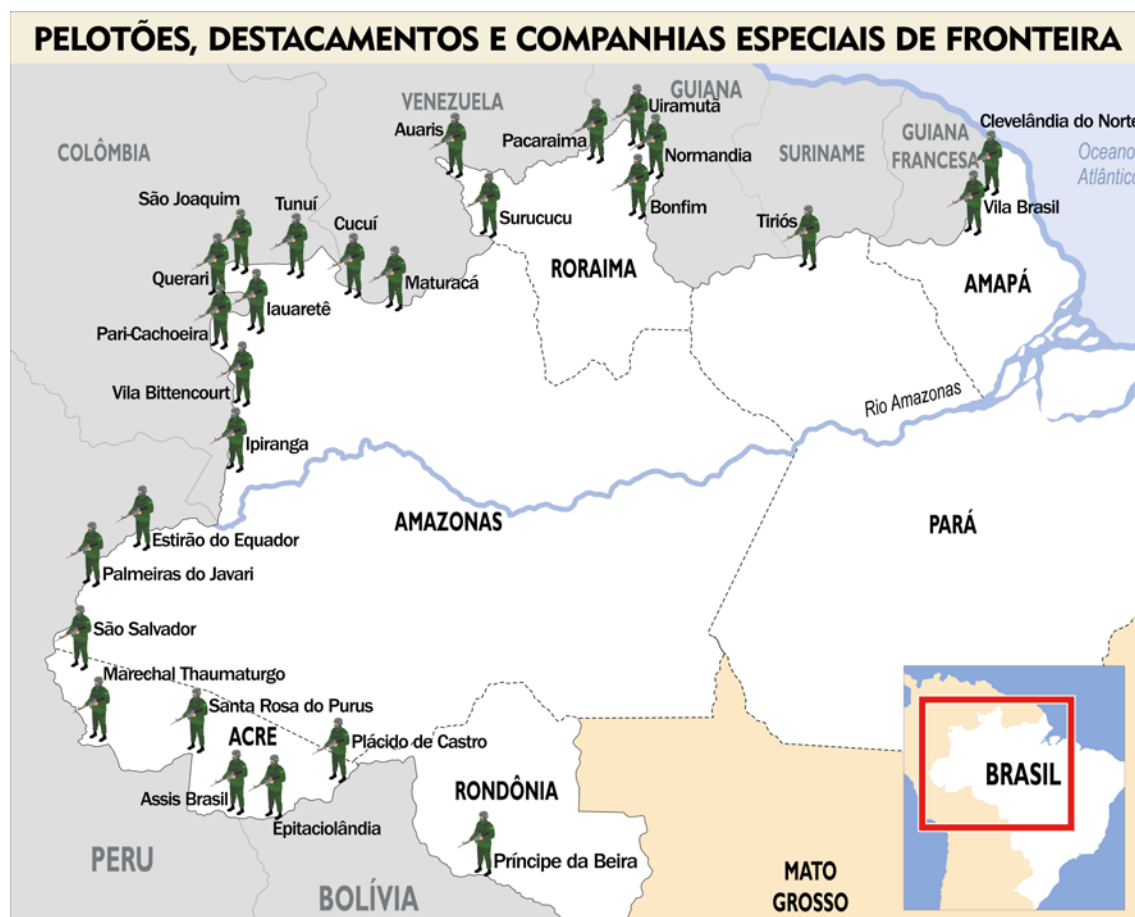 PELOTÕES, DESTACAMENTOS E COMPANHIAS ESPECIAIS DE FRONTEIRA
VENEZUELA
GUIANA
Uiramutã
Auaris
Pacaraima
Clevelândia do Norte
COLÔMBIA
Normandia
SURINAME
GUIANA
FRANCESA
Oceano
Atlântico
São Joaquim
Tunuí
Cucuí
Surucucu
Bonfim
Tiriós
Vila Brasil
Querari
Maturacá
RORAIMA
AMAPÁ
Iauaretê
Pari-Cachoeira
Vila Bittencourt
Rio Amazonas
Ipiranga
AMAZONAS
PARÁ
Estirão do Equador
Palmeiras do Javari
São Salvador
Marechal Thaumaturgo
Santa Rosa do Purus
ACRE
Plácido de Castro
Assis Brasil
RONDÔNIA
BRASIL
Epitaciolândia
PERU
Príncipe da Beira
BOLÍVIA
MATO
GROSSO